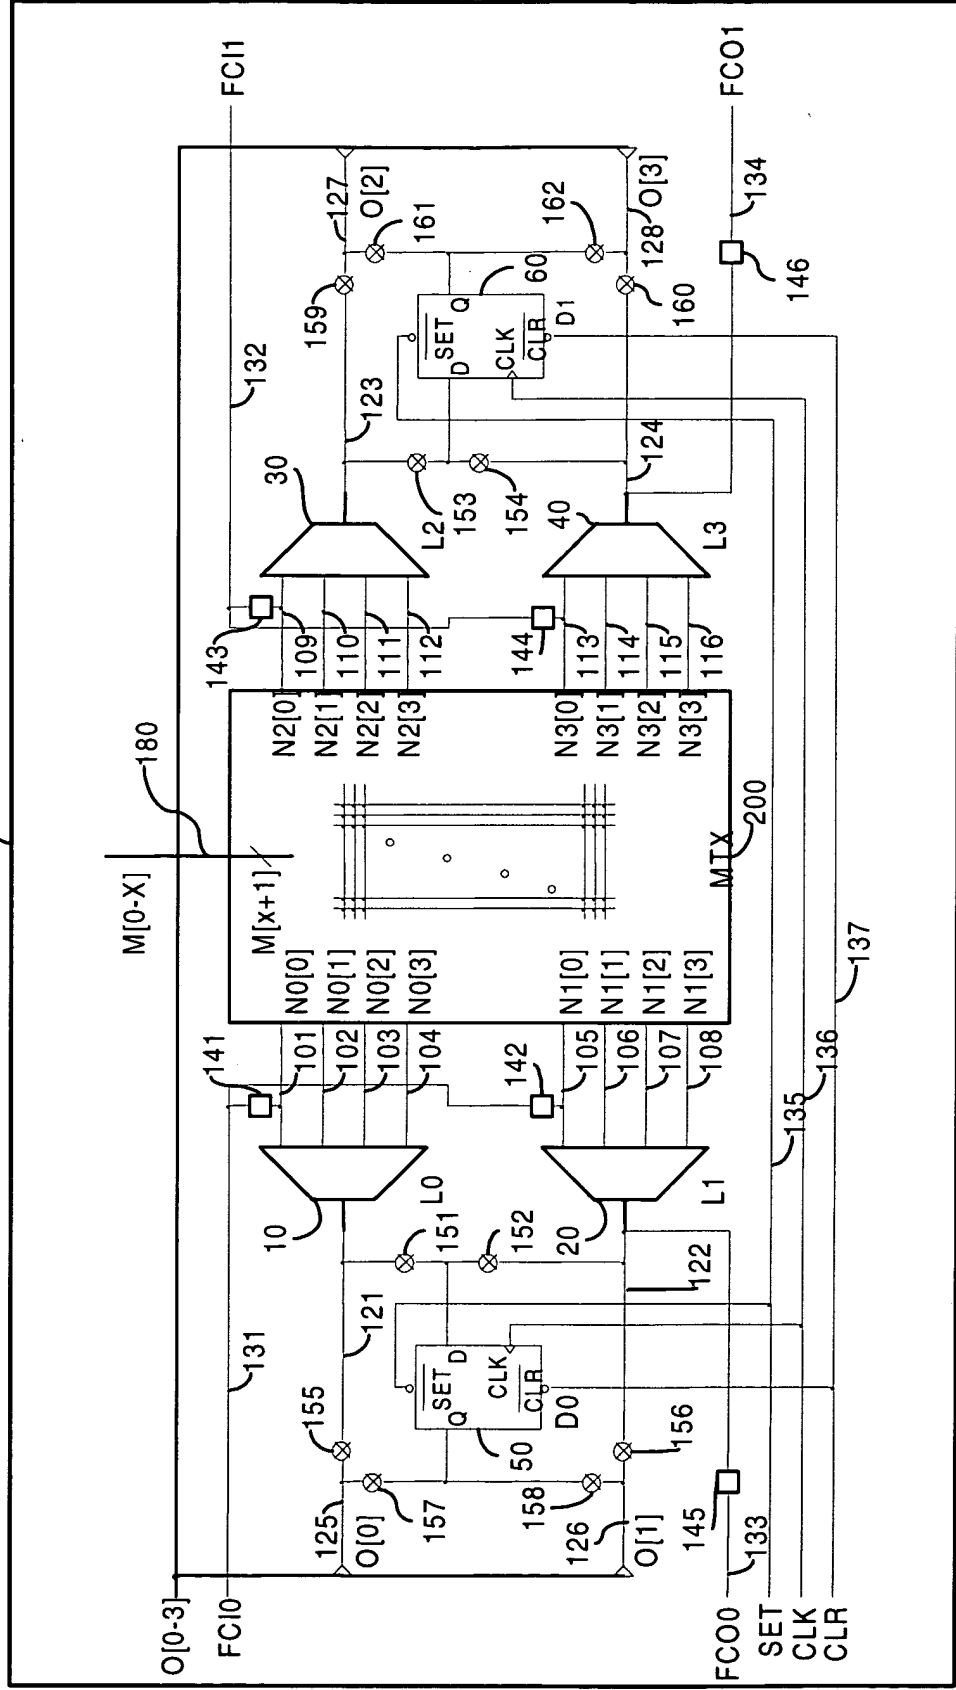 O[0-3]
FCI0
131
125
O[0]
155
157
121
10
L0
151
141
101
102
103
104
N0[0]
N0[1]
N0[2]
N0[3]
M[0-X]
M[x+1]
180
N2[0]
N2[1]
N2[2]
N2[3]
143
109
110
111
112
30
L2
153
123
132
159
127
161
O[2]
FCI1
SET
Q
D
CLK
CLR
50
D0
158
126
O[1]
156
152
122
20
L1
142
105
106
107
108
N1[0]
N1[1]
N1[2]
N1[3]
MTX
200
N3[0]
N3[1]
N3[2]
N3[3]
144
113
114
115
116
40
L3
154
124
SET
D
Q
CLK
CLR
60
D1
162
160
128
O[3]
FCO0
133
145
SET
CLK
CLR
135
136
137
146
134
FCO1